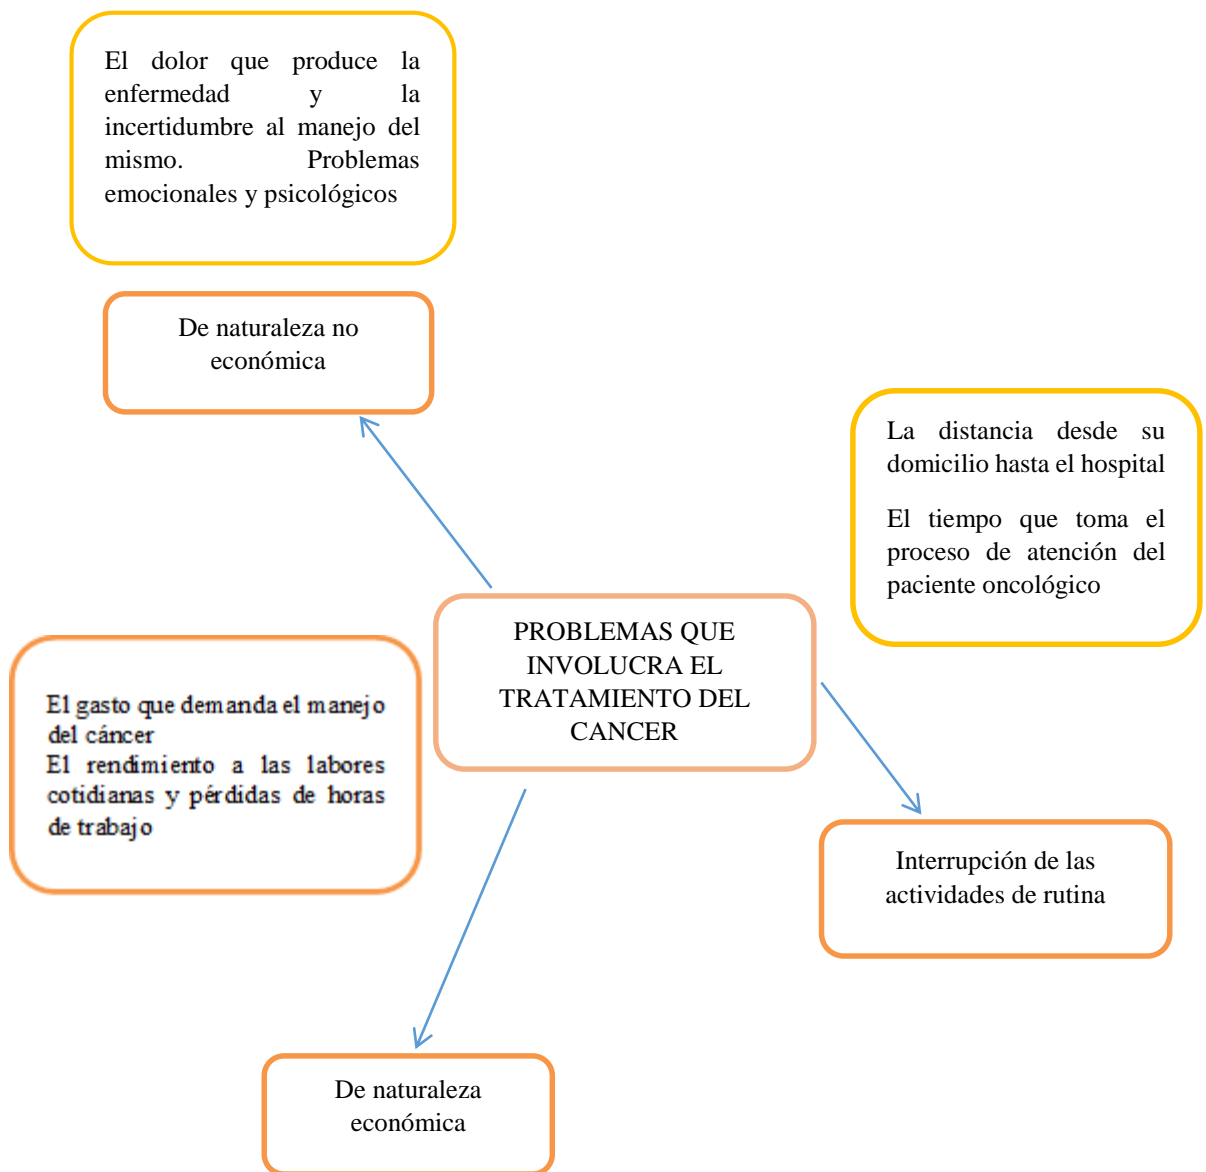 El dolor que produce la
enfermedad y la
incertidumbre al manejo del
mismo. Problemas
emocionales y psicológicos
De naturaleza no
económica
La distancia desde su
domicilio hasta el hospital
El tiempo que toma el
proceso de atención del
paciente oncológico
PROBLEMAS QUE
INVOLUCRA EL
TRATAMIENTO DEL
CANCER
El gasto que demanda el manejo
del cáncer
El rendimiento a las labores
cotidianas y pérdidas de horas
de trabajo
Interrupción de las
actividades de rutina
De naturaleza
económica